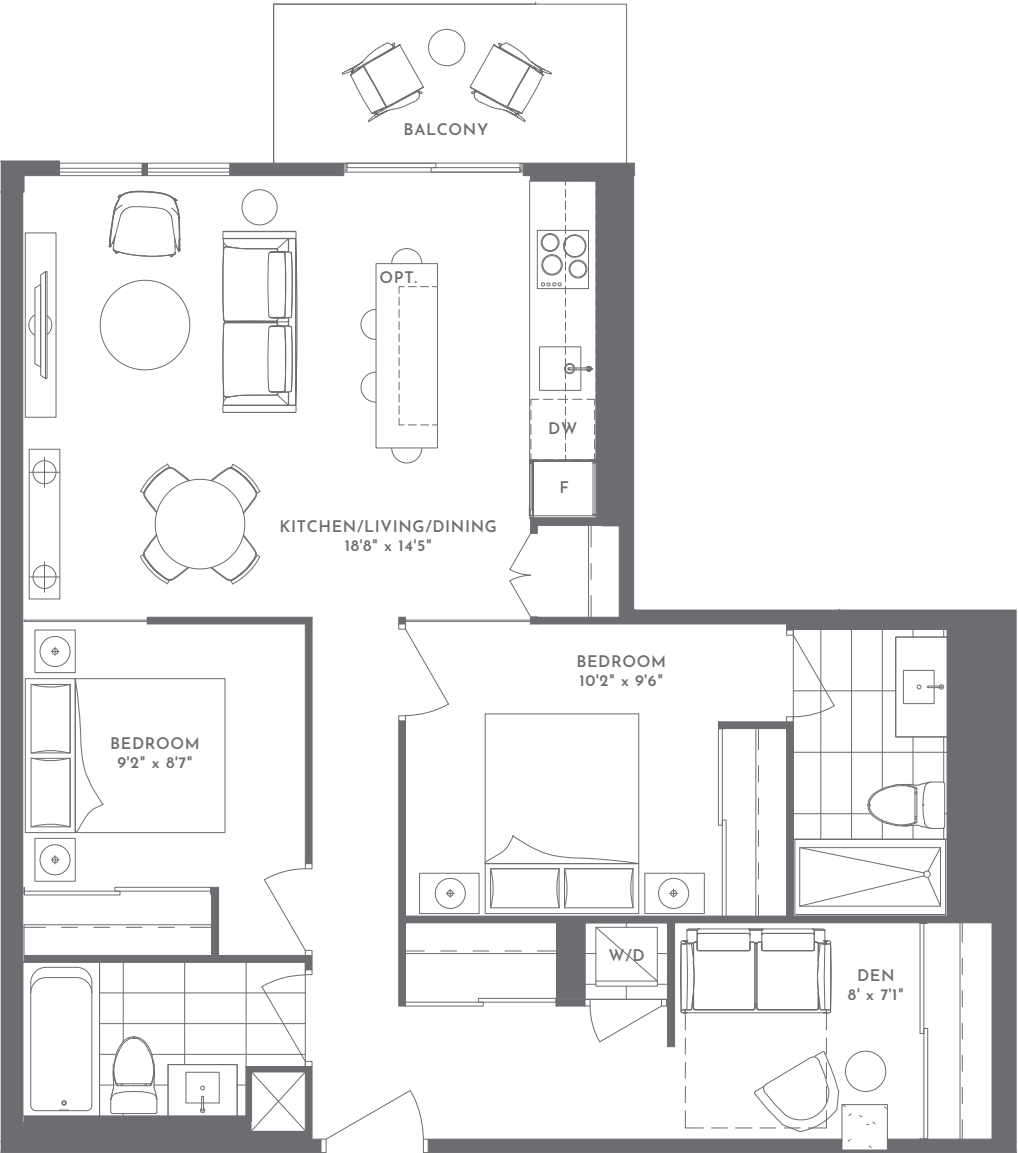 BALCONY
OPT.
DW
F
KITCHEN/LIVING/DINING
18'8" x 14'5"
BEDROOM
10'2" x 9'6"
BEDROOM
9'2" x 8'7"
W/D
DEN
8' x 7'1"